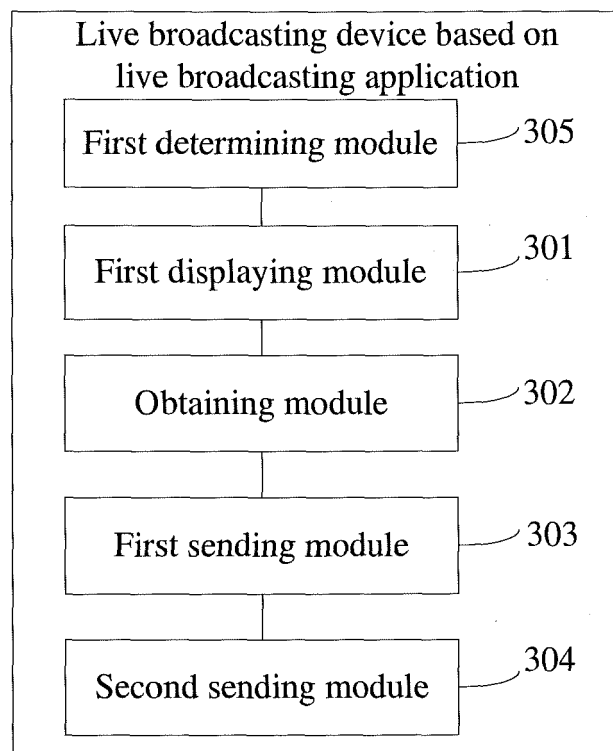 Live broadcasting device based on
live broadcasting application
First determining module
305
First displaying module
301
Obtaining module
302
First sending module
303
Second sending module
304